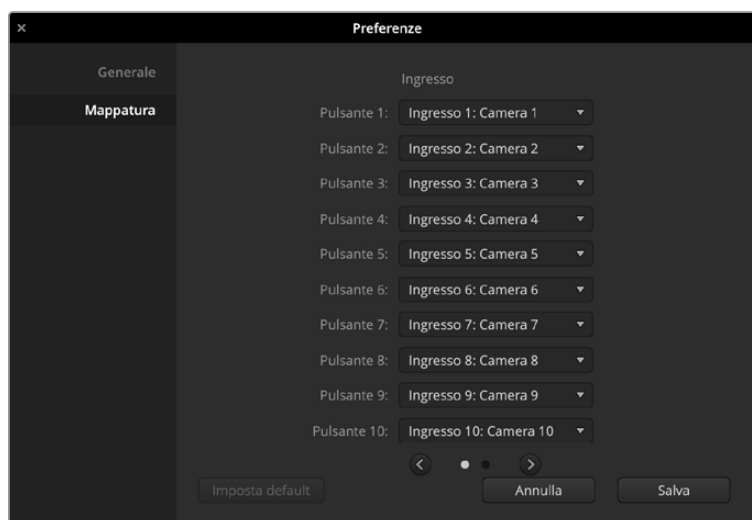 Preferenze
Generale
Mappatura
Ingresso
Pulsante 1: Ingresso 1: Camera 1
Pulsante 2: Ingresso 2: Camera 2
Pulsante 3: Ingresso 3: Camera 3
Pulsante 4: Ingresso 4: Camera 4
Pulsante 5: Ingresso 5: Camera 5
Pulsante 6: Ingresso 6: Camera 6
Pulsante 7: Ingresso 7: Camera 7
Pulsante 8: Ingresso 8: Camera 8
Pulsante 9: Ingresso 9: Camera 9
Pulsante 10: Ingresso 10: Camera 10
Imposta default Annulla Salva